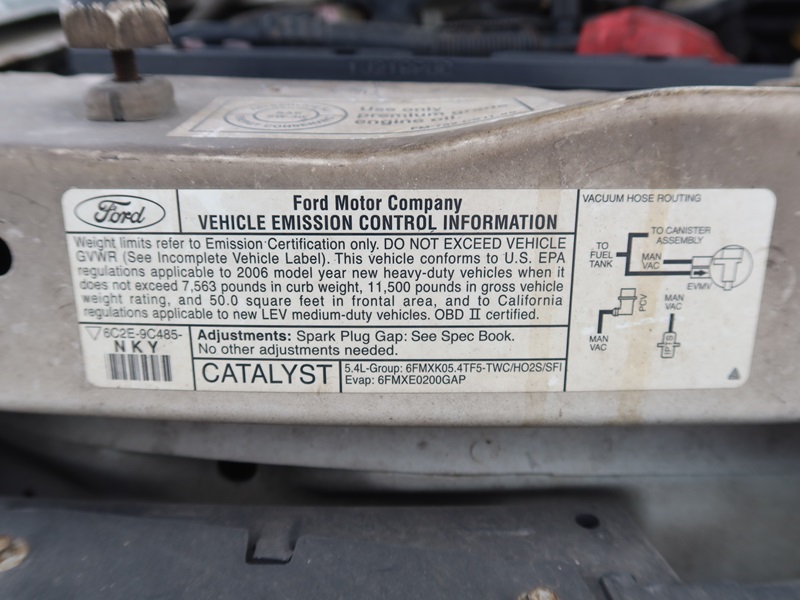 Use only
premium grade
engine oil
Ford
Ford Motor Company
VEHICLE EMISSION CONTROL INFORMATION
Weight limits refer to Emission Certification only. DO NOT EXCEED VEHICLE
GVWR (See Incomplete Vehicle Label). This vehicle conforms to U.S. EPA
regulations applicable to 2006 model year new heavy-duty vehicles when it
does not exceed 7,563 pounds in curb weight, 11,500 pounds in gross vehicle
weight rating, and 50.0 square feet in frontal area, and to California
regulations applicable to new LEV medium-duty vehicles. OBD II certified.
6C2E-9C485-
NKY
Adjustments: Spark Plug Gap: See Spec Book.
No other adjustments needed.
CATALYST
5.4L-Group: 6FMXK05.4TF5-TWC/HO2S/SFI
Evap: 6FMXE0200GAP
VACUUM HOSE ROUTING
TO CANISTER
ASSEMBLY
TO
FUEL
TANK
MAN
VAC
EVMV
PCV
MAN
VAC
MAN
VAC